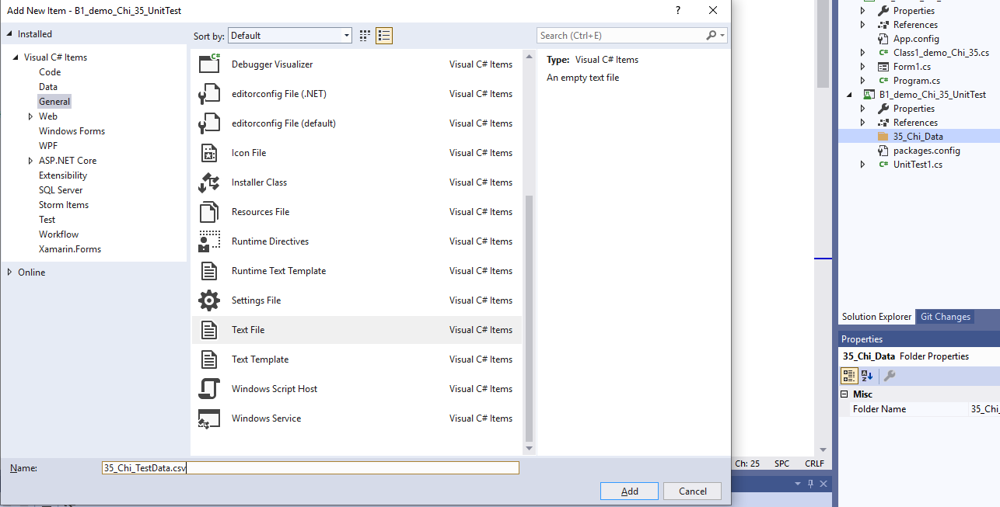 Add New Item - B1_demo_Chi_35_UnitTest ?
Installed
Sort by: Default
Search (Ctrl+E)
Visual C# Items
Code
Data
General
Web
Windows Forms
WPF
ASP.NET Core
Extensibility
SQL Server
Storm Items
Test
Workflow
Xamarin.Forms
Online
Debugger Visualizer Visual C# Items
editorconfig File (.NET) Visual C# Items
editorconfig File (default) Visual C# Items
Icon File Visual C# Items
Installer Class Visual C# Items
Resources File Visual C# Items
Runtime Directives Visual C# Items
Runtime Text Template Visual C# Items
Settings File Visual C# Items
Text File Visual C# Items
Text Template Visual C# Items
Windows Script Host Visual C# Items
Windows Service Visual C# Items
Type: Visual C# Items
An empty text file
Name: 35_Chi_TestData.csv
Add Cancel
Properties
References
App.config
C# Class1_demo_Chi_35.cs
Form1.cs
C# Program.cs
B1_demo_Chi_35_UnitTest
Properties
References
35_Chi_Data
packages.config
C# UnitTest1.cs
Solution Explorer Git Changes
Properties
35_Chi_Data Folder Properties
Misc
Folder Name 35_Chi_
Ch: 25 SPC CRLF